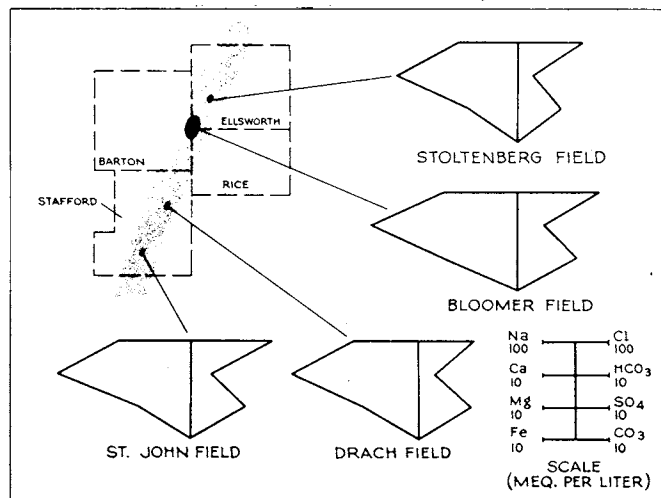 ELLSWORTH
BARTON
RICE
STAFFORD
STOLTENBERG FIELD
BLOOMER FIELD
ST. JOHN FIELD
DRACH FIELD
Na 100 Cl 100
Ca 10 HCO3 10
Mg 10 SO4 10
Fe 10 CO3 10
SCALE
(MEQ. PER LITER)